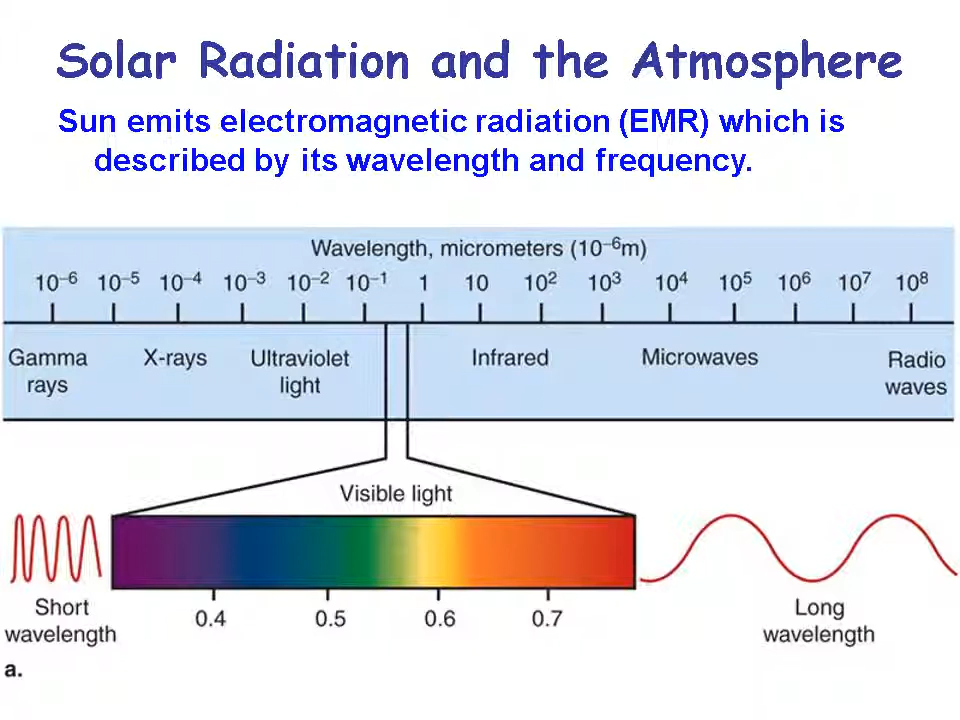 Solar Radiation and the Atmosphere
Sun emits electromagnetic radiation (EMR) which is
described by its wavelength and frequency.
Wavelength, micrometers (10⁻⁶m)
10⁻⁶ 10⁻⁵ 10⁻⁴ 10⁻³ 10⁻² 10⁻¹ 1 10 10² 10³ 10⁴ 10⁵ 10⁶ 10⁷ 10⁸
Gamma rays X-rays Ultraviolet light Infrared Microwaves Radio waves
Visible light
0.4 0.5 0.6 0.7
Short wavelength
Long wavelength
a.